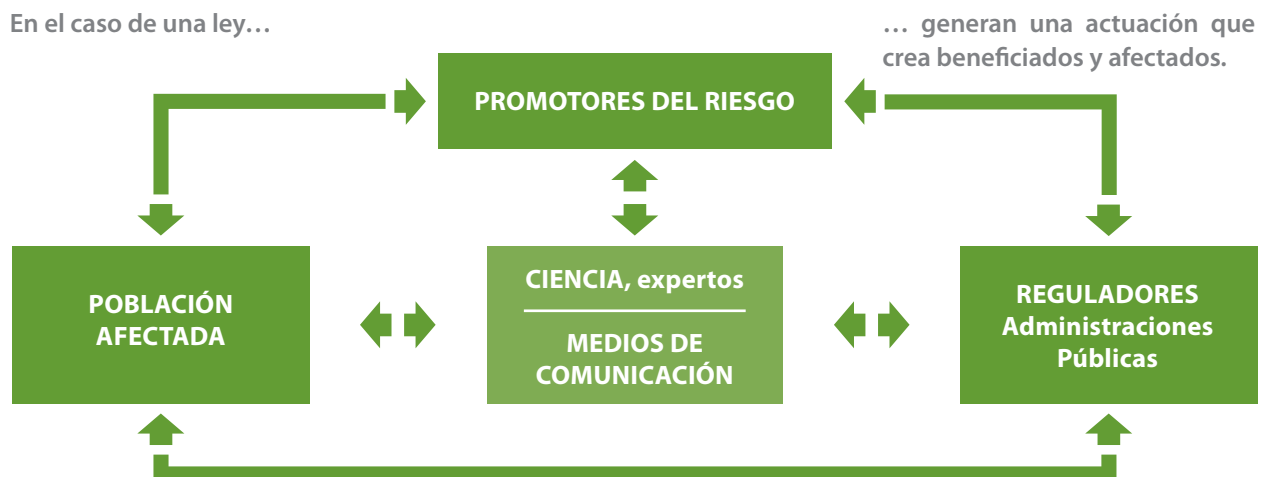 En el caso de una ley…
… generan una actuación que
crea beneficiados y afectados.
PROMOTORES DEL RIESGO
POBLACIÓN
AFECTADA
CIENCIA, expertos
MEDIOS DE
COMUNICACIÓN
REGULADORES
Administraciones
Públicas